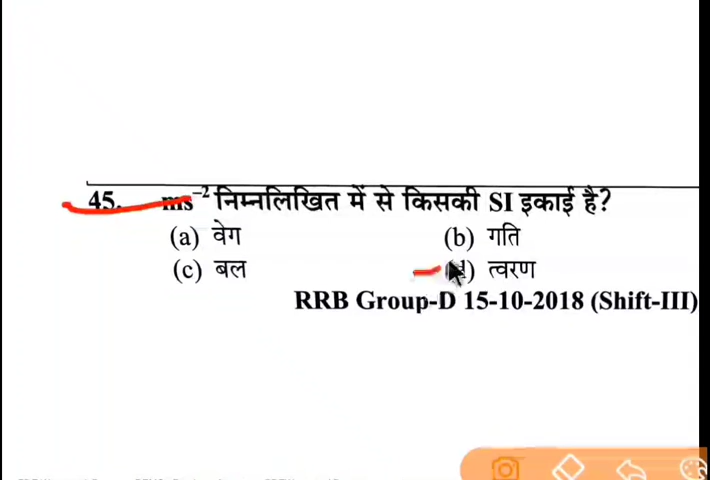 45. ms⁻² निम्नलिखित में से किसकी SI इकाई है?
(a) वेग (b) गति
(c) बल (d) त्वरण
RRB Group-D 15-10-2018 (Shift-III)